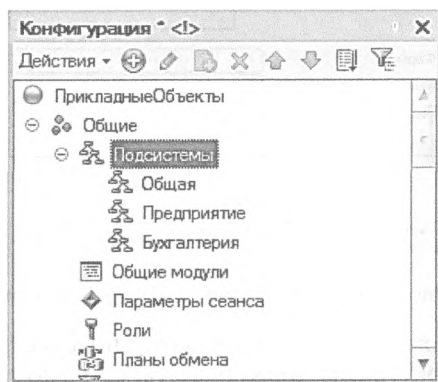 Конфигурация * <!>
Действия
ПрикладныеОбъекты
Общие
Подсистемы
Общая
Предприятие
Бухгалтерия
Общие модули
Параметры сеанса
Роли
Планы обмена